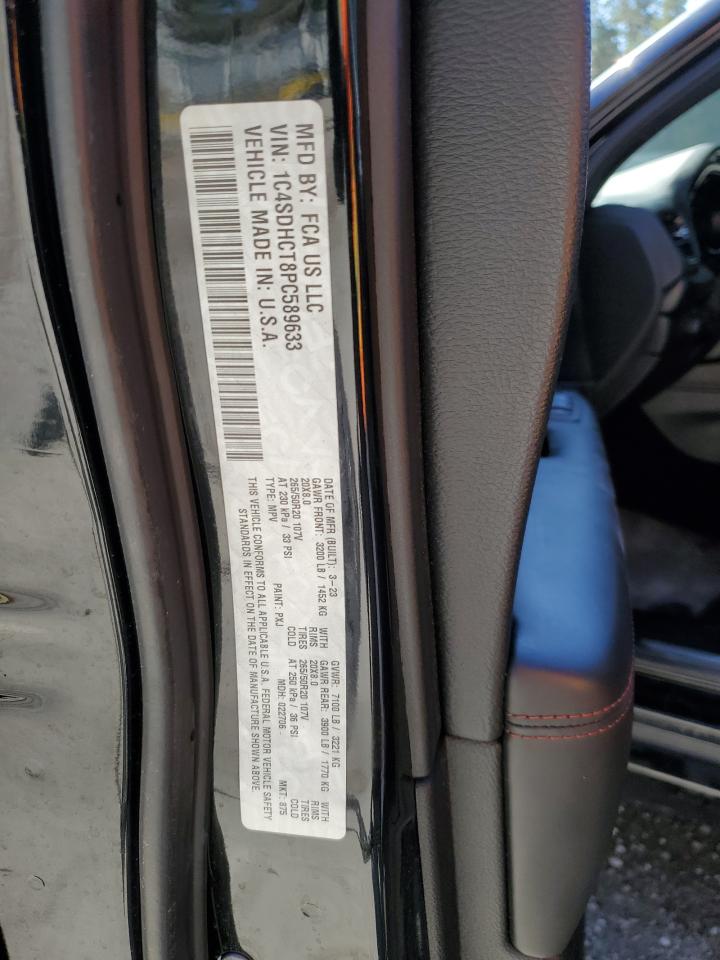 MFD BY: FCA US LLC
VIN: 1C4SDHCT8PC589633
VEHICLE MADE IN: U.S.A.
DATE OF MFR (BUILT): 3-23 GVWR: 7100 LB / 3221 KG
GAWR FRONT: 3200 LB / 1452 KG WITH GAWR REAR: 3900 LB / 1770 KG WITH
20X8.0 RIMS 20X8.0 RIMS
265/50R20 107V TIRES 265/50R20 107V TIRES
AT 230 kPa / 33 PSI COLD AT 250 kPa / 36 PSI COLD
TYPE: MPV PAINT: PXJ MDH: 022706 MKT: 875
THIS VEHICLE CONFORMS TO ALL APPLICABLE U.S.A. FEDERAL MOTOR VEHICLE SAFETY
STANDARDS IN EFFECT ON THE DATE OF MANUFACTURE SHOWN ABOVE.